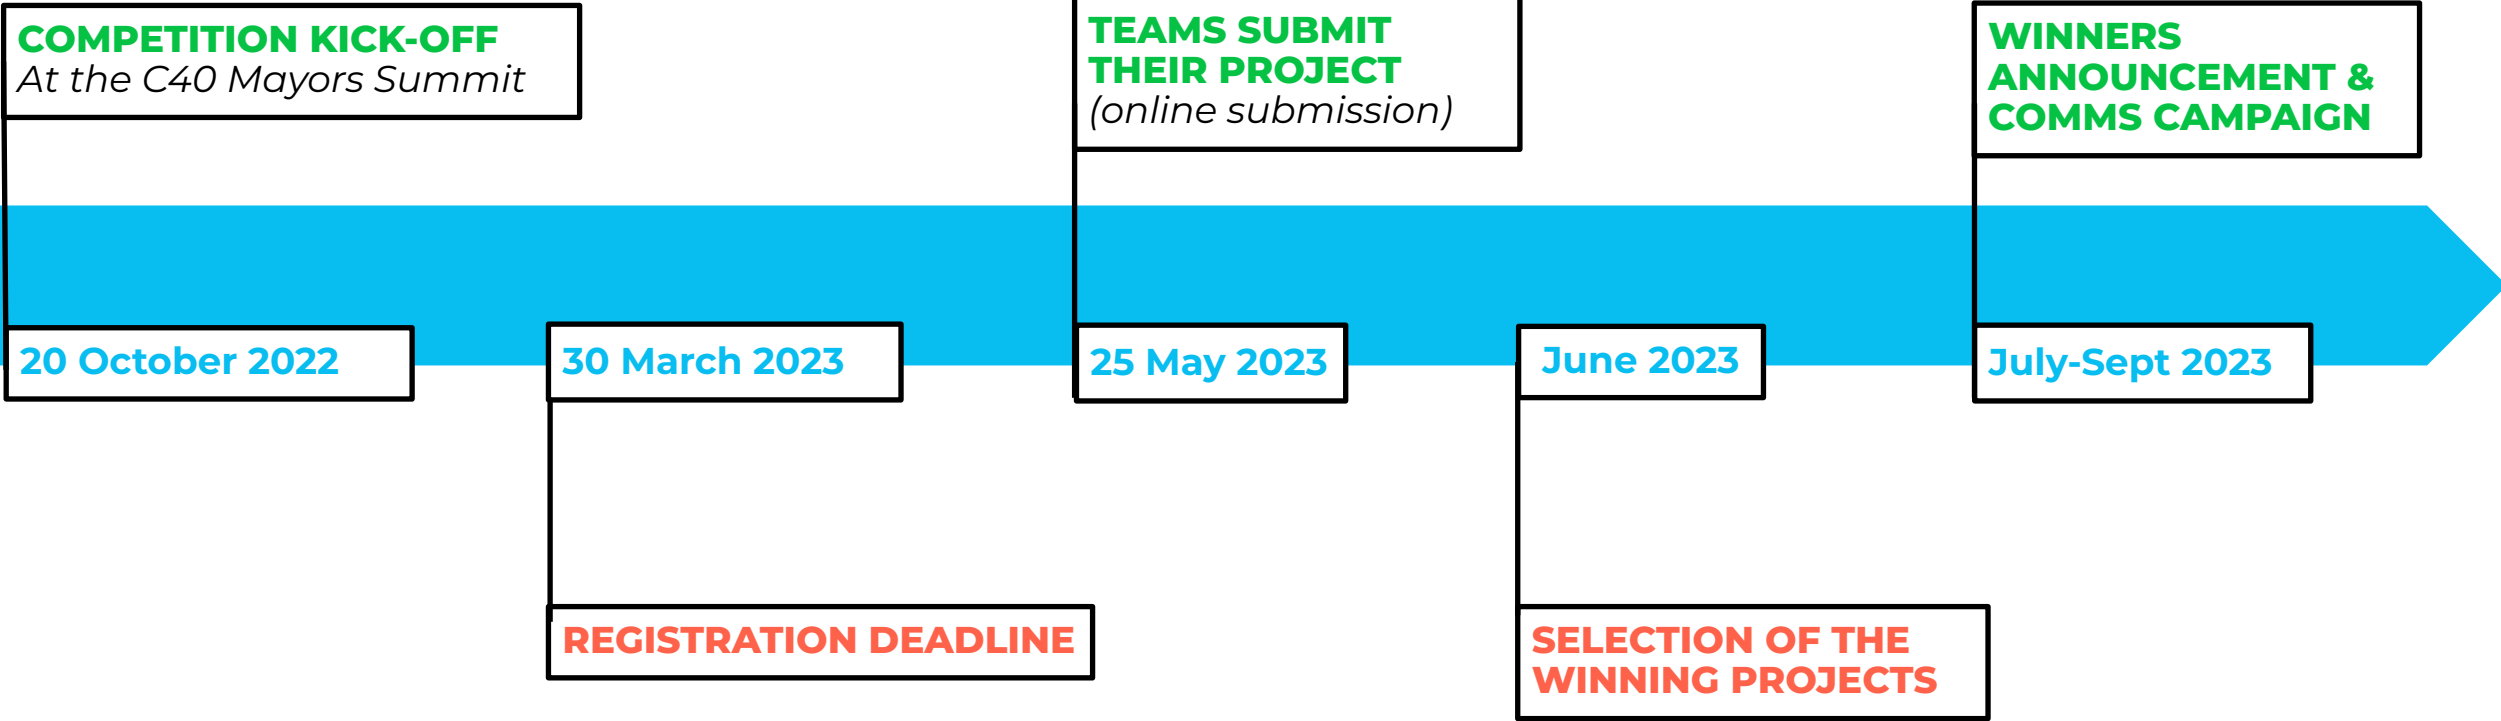 COMPETITION KICK-OFF
At the C40 Mayors Summit
TEAMS SUBMIT
THEIR PROJECT
(online submission)
WINNERS
ANNOUNCEMENT &
COMMS CAMPAIGN
20 October 2022
30 March 2023
25 May 2023
June 2023
July-Sept 2023
REGISTRATION DEADLINE
SELECTION OF THE
WINNING PROJECTS